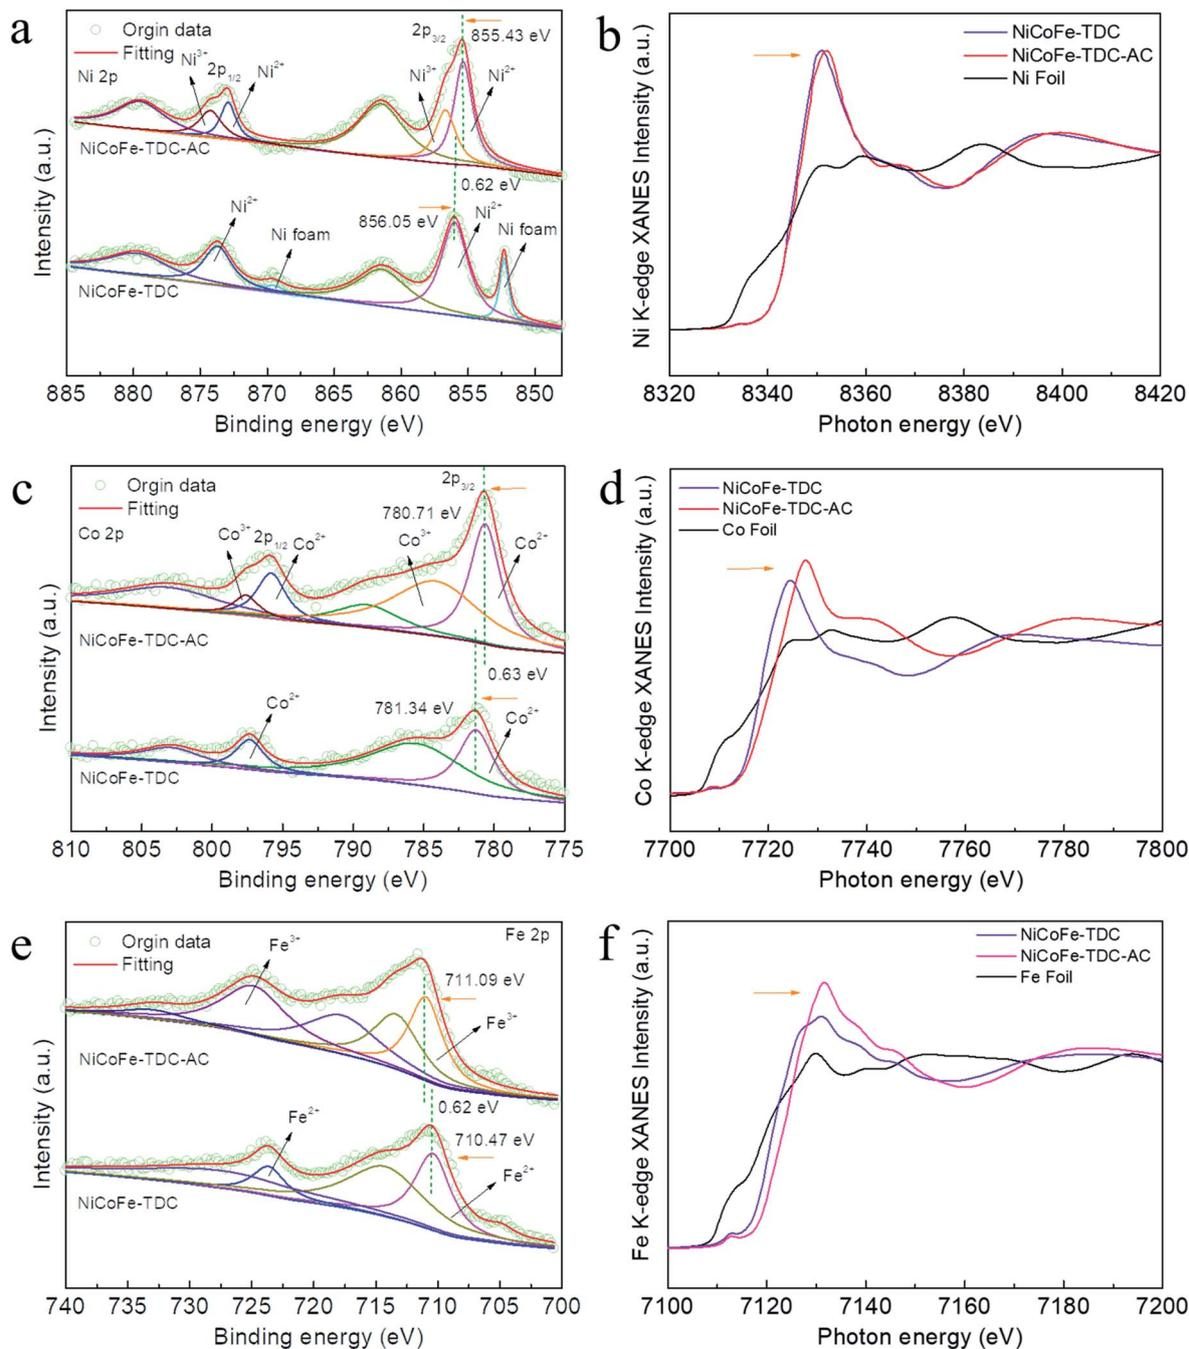 a
Orgin data
Fitting
Ni 2p
Ni³⁺
2p₁/₂
Ni²⁺
2p₃/₂
855.43 eV
Ni³⁺
Ni²⁺
NiCoFe-TDC-AC
0.62 eV
856.05 eV
Ni²⁺
Ni foam
Ni²⁺
Ni foam
NiCoFe-TDC
Intensity (a.u.)
885 880 875 870 865 860 855 850
Binding energy (eV)
b
NiCoFe-TDC
NiCoFe-TDC-AC
Ni Foil
Ni K-edge XANES Intensity (a.u.)
8320 8340 8360 8380 8400 8420
Photon energy (eV)
c
Orgin data
Fitting
Co 2p
Co³⁺
2p₁/₂
Co²⁺
2p₃/₂
780.71 eV
Co³⁺
Co²⁺
NiCoFe-TDC-AC
0.63 eV
781.34 eV
Co²⁺
Co²⁺
NiCoFe-TDC
Intensity (a.u.)
810 805 800 795 790 785 780 775
Binding energy (eV)
d
NiCoFe-TDC
NiCoFe-TDC-AC
Co Foil
Co K-edge XANES Intensity (a.u.)
7700 7720 7740 7760 7780 7800
Photon energy (eV)
e
Orgin data
Fitting
Fe 2p
Fe³⁺
711.09 eV
Fe³⁺
NiCoFe-TDC-AC
0.62 eV
710.47 eV
Fe²⁺
Fe²⁺
NiCoFe-TDC
Intensity (a.u.)
740 735 730 725 720 715 710 705 700
Binding energy (eV)
f
NiCoFe-TDC
NiCoFe-TDC-AC
Fe Foil
Fe K-edge XANES Intensity (a.u.)
7100 7120 7140 7160 7180 7200
Photon energy (eV)